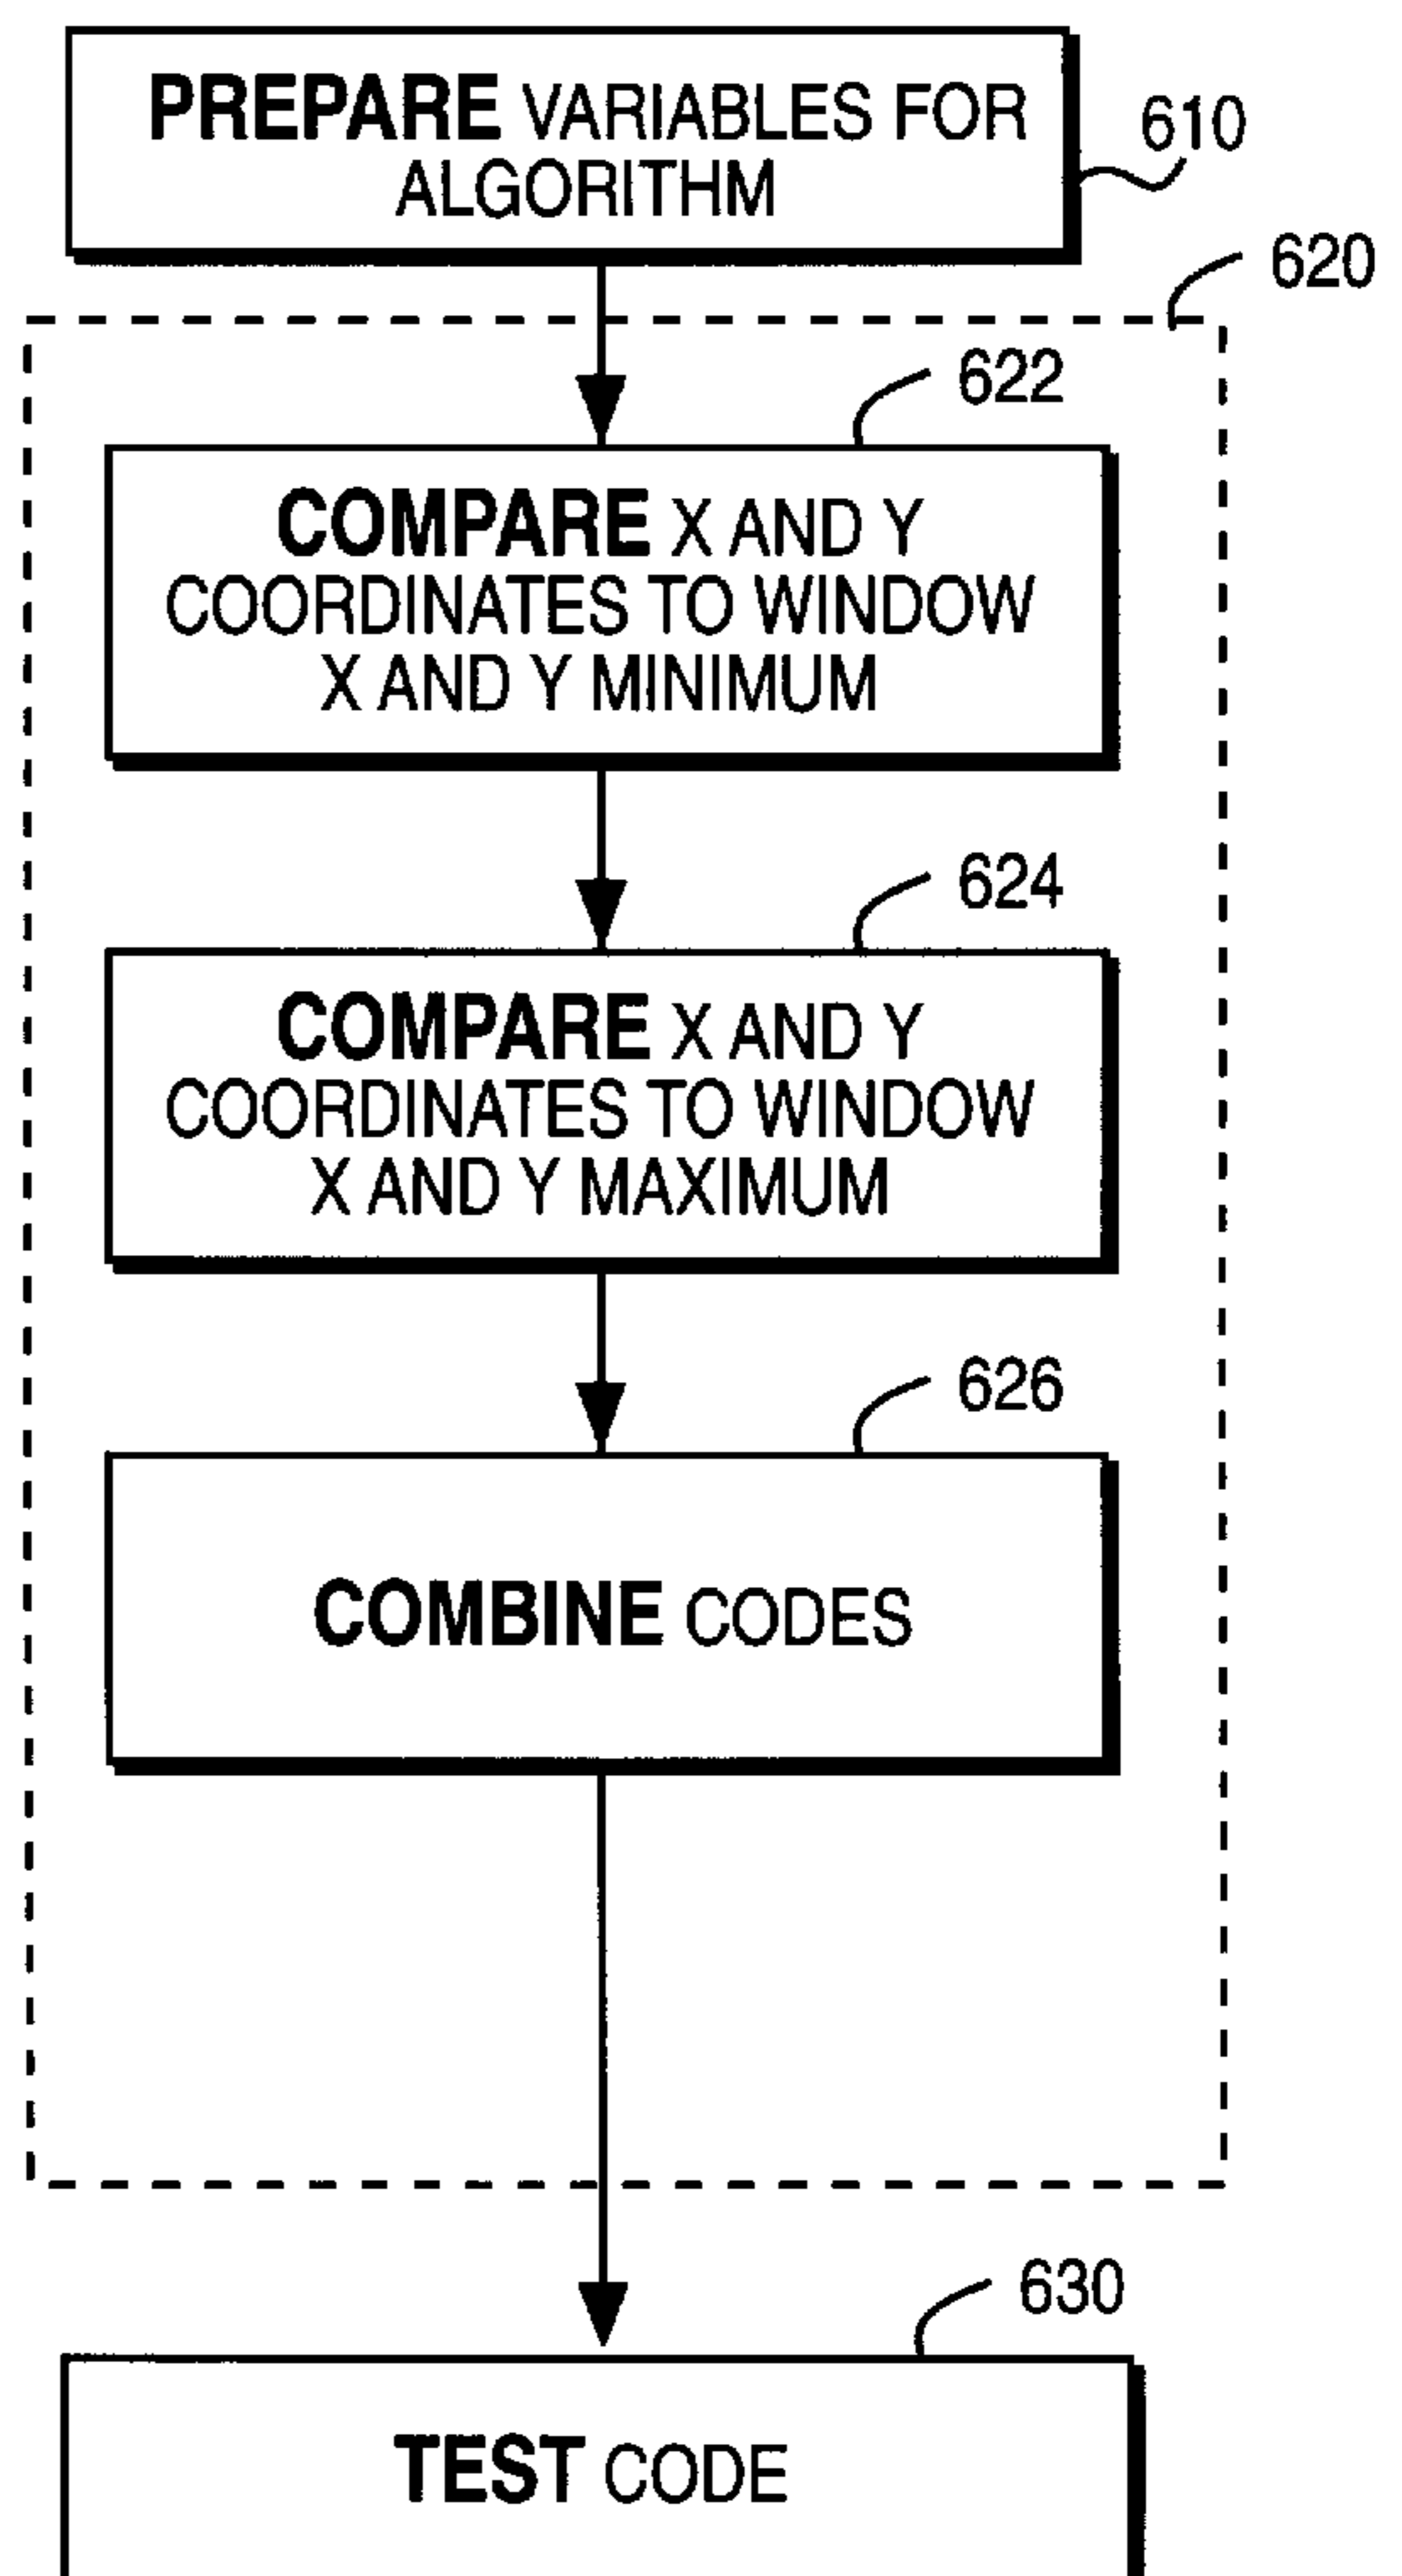 PREPARE VARIABLES FOR
ALGORITHM
610
620
622
COMPARE X AND Y
COORDINATES TO WINDOW
X AND Y MINIMUM
624
COMPARE X AND Y
COORDINATES TO WINDOW
X AND Y MAXIMUM
626
COMBINE CODES
630
TEST CODE